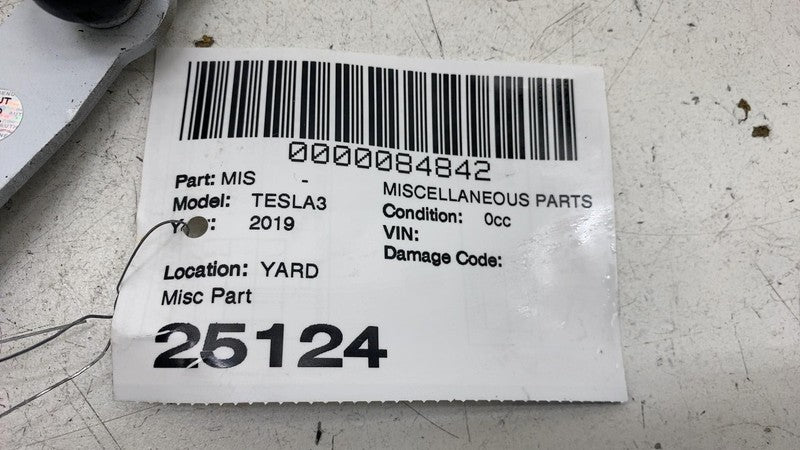 0000084842
Part: MIS -
MISCELLANEOUS PARTS
Model: TESLA3
Condition: 0cc
2019
VIN:
Damage Code:
Location: YARD
Misc Part
25124